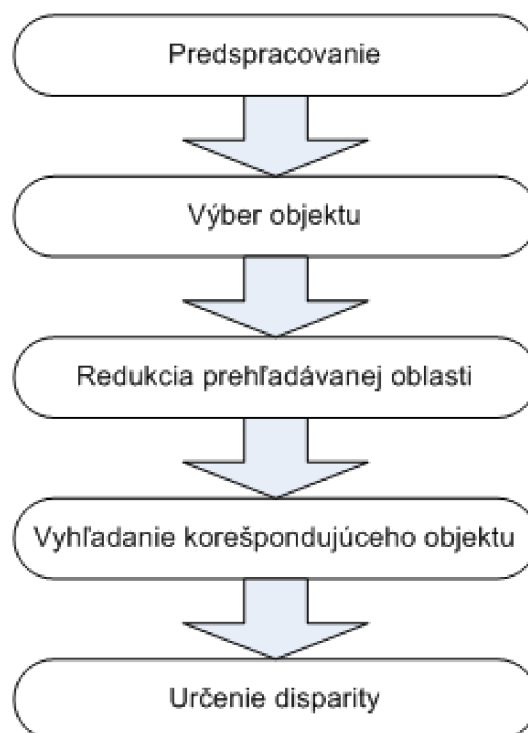 Predspracovanie
Výber objektu
Redukcia prehľadávanej oblasti
Vyhľadanie korešpondujúceho objektu
Určenie disparity